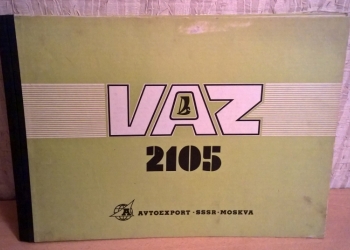 VAZ
2105
AVTOEXPORT · SSSR · MOSKVA